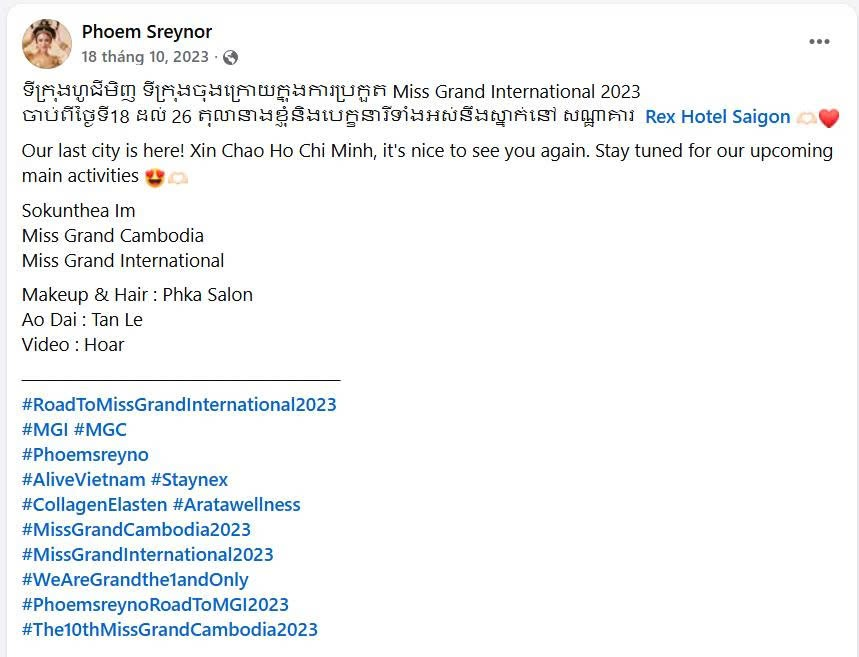 Phoem Sreynor
18 tháng 10, 2023 ·
ទីក្រុងហូជីមិញ ទីក្រុងចុងក្រោយក្នុងការប្រកួត Miss Grand International 2023
ចាប់ពីថ្ងៃទី18 ដល់ 26 តុលានាងខ្ញុំនិងបេក្ខនារីទាំងអស់នឹងស្នាក់នៅ សណ្ឋាគារ Rex Hotel Saigon 🫶🏻❤️
Our last city is here! Xin Chao Ho Chi Minh, it's nice to see you again. Stay tuned for our upcoming
main activities 😍🫶🏻
Sokunthea Im
Miss Grand Cambodia
Miss Grand International
Makeup & Hair : Phka Salon
Ao Dai : Tan Le
Video : Hoar
___________________________________
#RoadToMissGrandInternational2023
#MGI #MGC
#Phoemsreyno
#AliveVietnam #Staynex
#CollagenElasten #Aratawellness
#MissGrandCambodia2023
#MissGrandInternational2023
#WeAreGrandthe1andOnly
#PhoemsreynoRoadToMGI2023
#The10thMissGrandCambodia2023